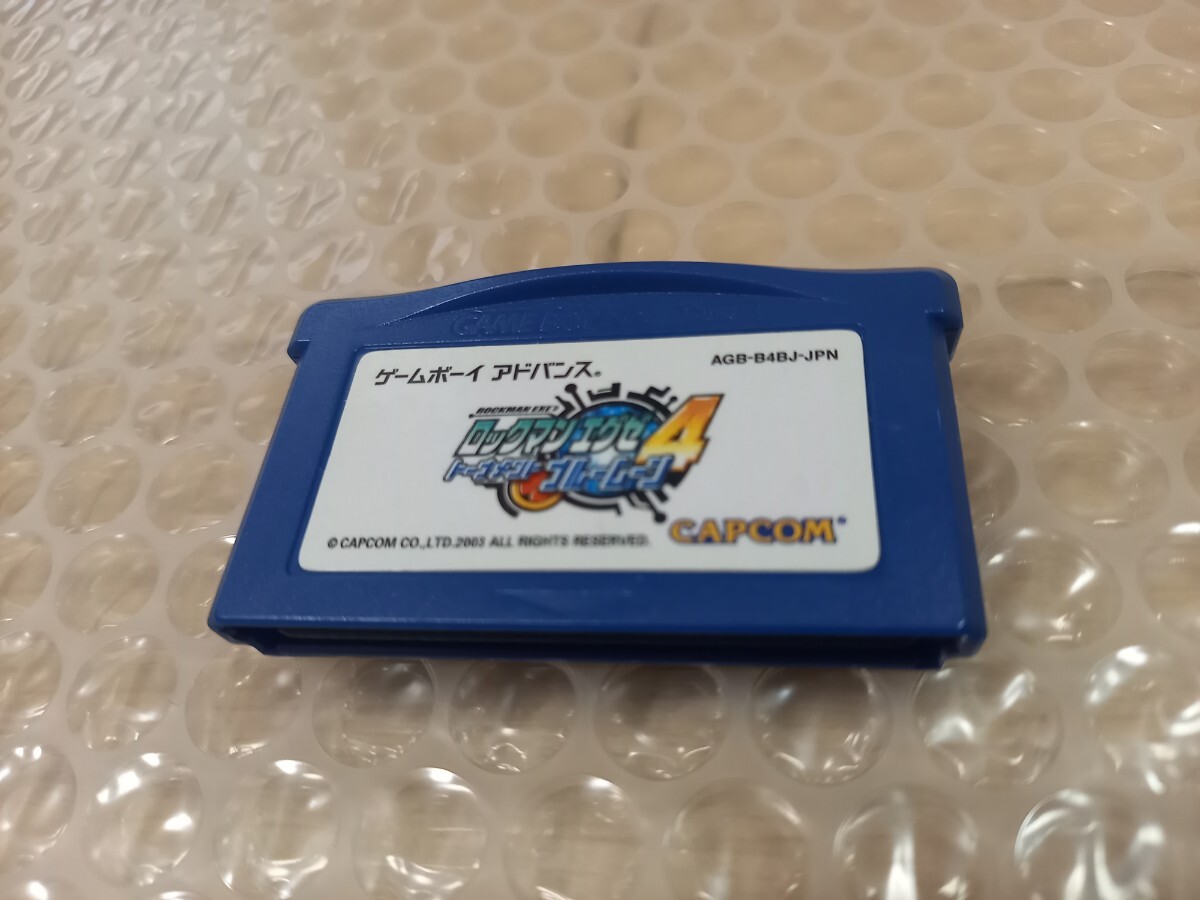 GAME BOY
ゲームボーイ アドバンス®
AGB-B4BJ-JPN
ROCKMAN EXE
ロックマン エグゼ4
トーナメント ブルームーン
© CAPCOM CO.,LTD.2003 ALL RIGHTS RESERVED.
CAPCOM®